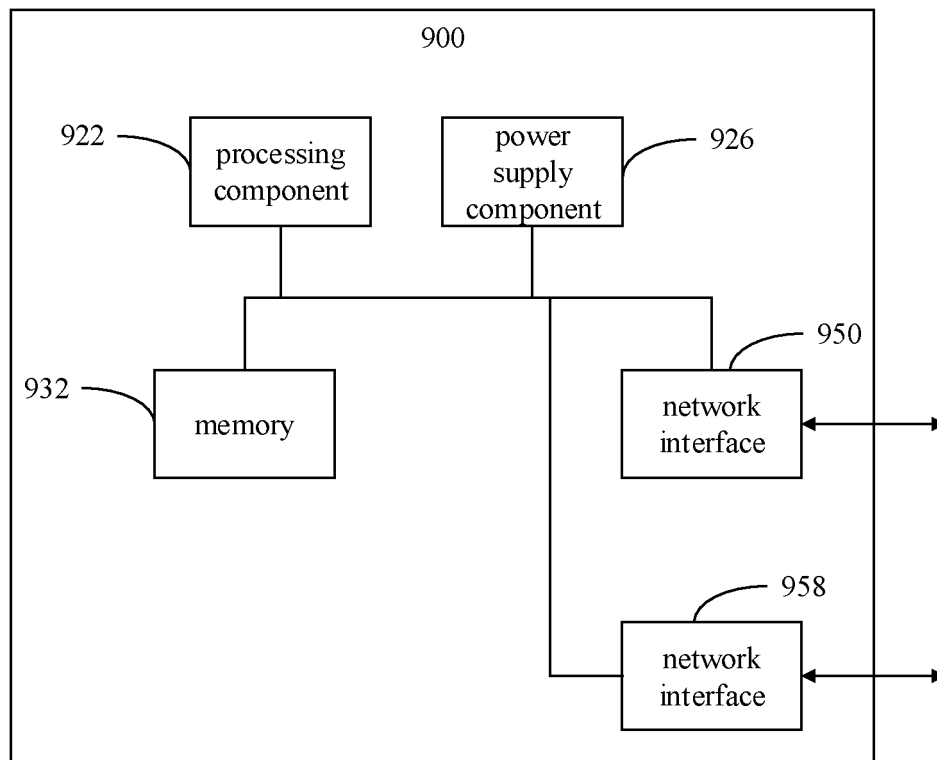 900
922
processing
component
power
supply
component
926
950
932
memory
network
interface
958
network
interface